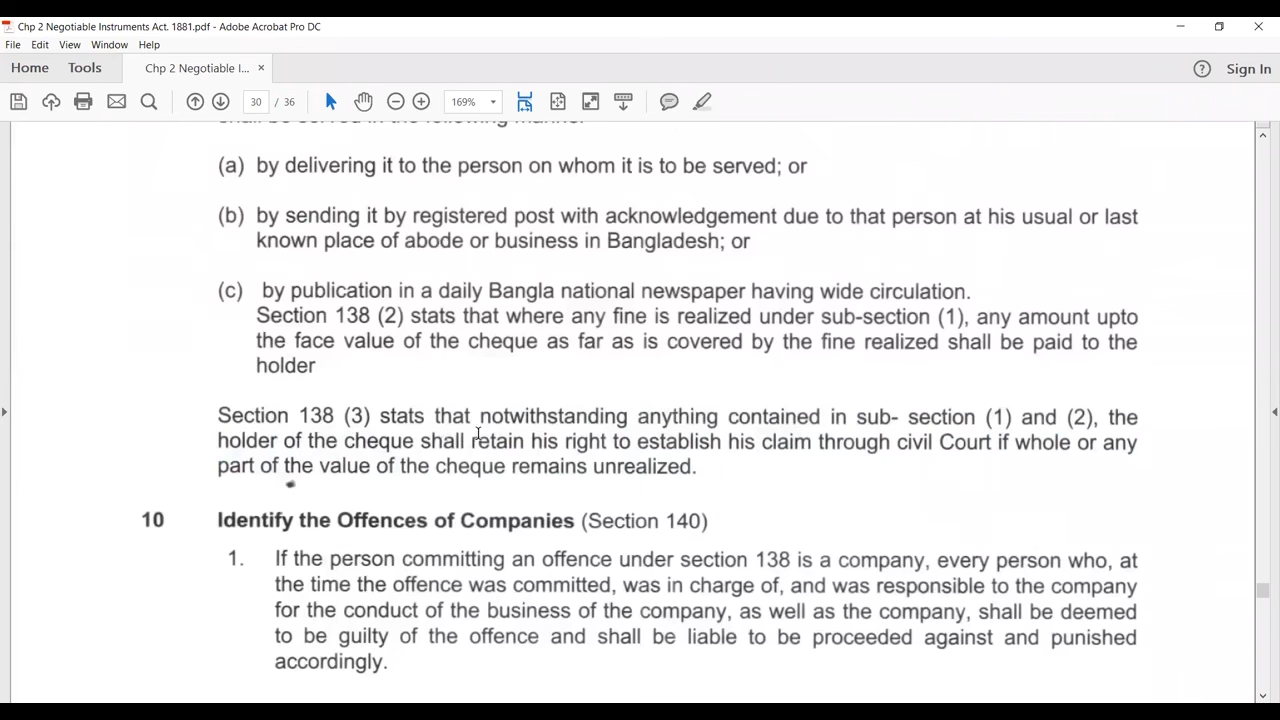 Chp 2 Negotiable Instruments Act. 1881.pdf - Adobe Acrobat Pro DC
File Edit View Window Help
Home Tools Chp 2 Negotiable I... × ? Sign In
30 / 36 169%
shall be served in the following manner
(a) by delivering it to the person on whom it is to be served; or
(b) by sending it by registered post with acknowledgement due to that person at his usual or last
known place of abode or business in Bangladesh; or
(c) by publication in a daily Bangla national newspaper having wide circulation.
Section 138 (2) stats that where any fine is realized under sub-section (1), any amount upto
the face value of the cheque as far as is covered by the fine realized shall be paid to the
holder
Section 138 (3) stats that notwithstanding anything contained in sub- section (1) and (2), the
holder of the cheque shall retain his right to establish his claim through civil Court if whole or any
part of the value of the cheque remains unrealized.
10 Identify the Offences of Companies (Section 140)
1. If the person committing an offence under section 138 is a company, every person who, at
the time the offence was committed, was in charge of, and was responsible to the company
for the conduct of the business of the company, as well as the company, shall be deemed
to be guilty of the offence and shall be liable to be proceeded against and punished
accordingly.